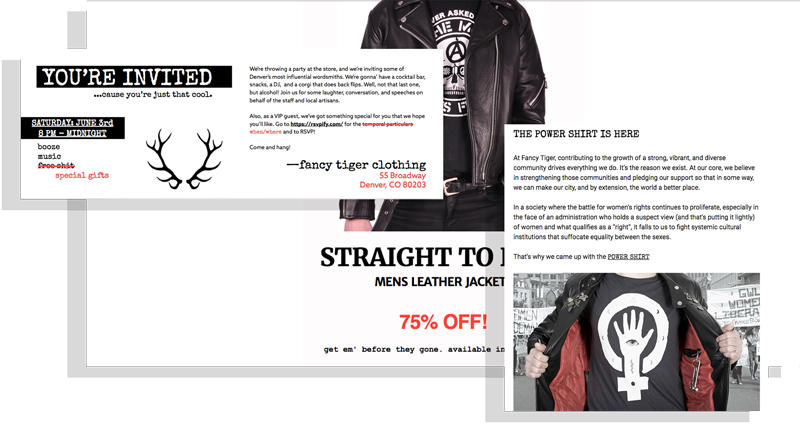 YOU'RE INVITED
...cause you're just that cool.
SATURDAY: JUNE 3rd
8 PM – MIDNIGHT
booze
music
free shit
special gifts
We're throwing a party at the store, and we're inviting some of
Denver's most influential wordsmiths. We're gonna' have a cocktail bar,
snacks, a DJ, and a corgi that does back flips. Well, not that last one,
but alcohol! Join us for some laughter, conversation, and speeches on
behalf of the staff and local artisans.
Also, as a VIP guest, we've got something special for you that we hope
you'll like. Go to https://rsvpify.com/ for the temporal particulars
when/where and to RSVP!
Come and hang!
—fancy tiger clothing
55 Broadway
Denver, CO 80203
EVER ASKED
THE M
STRAIGHT TO
MENS LEATHER JACKET
75% OFF!
get em' before they gone. available in
THE POWER SHIRT IS HERE
At Fancy Tiger, contributing to the growth of a strong, vibrant, and diverse
community drives everything we do. It's the reason we exist. At our core, we believe
in strengthening those communities and pledging our support so that in some way,
we can make our city, and by extension, the world a better place.
In a society where the battle for women's rights continues to proliferate, especially in
the face of an administration who holds a suspect view (and that's putting it lightly)
of women and what qualifies as a "right", it falls to us to fight systemic cultural
institutions that suffocate equality between the sexes.
That's why we came up with the POWER SHIRT
WOMEN
LIBERA